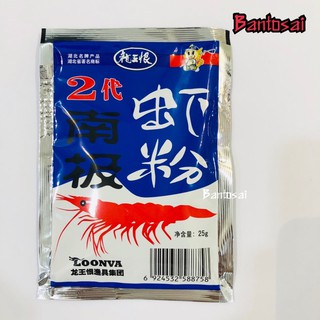 Bantosai
湖北名牌产品
湖北省著名商标
龙王恨
2代
南极
虾粉
Bantosai
净含量: 25g
LOONVA
龙王恨渔具集团
6 924532 588758